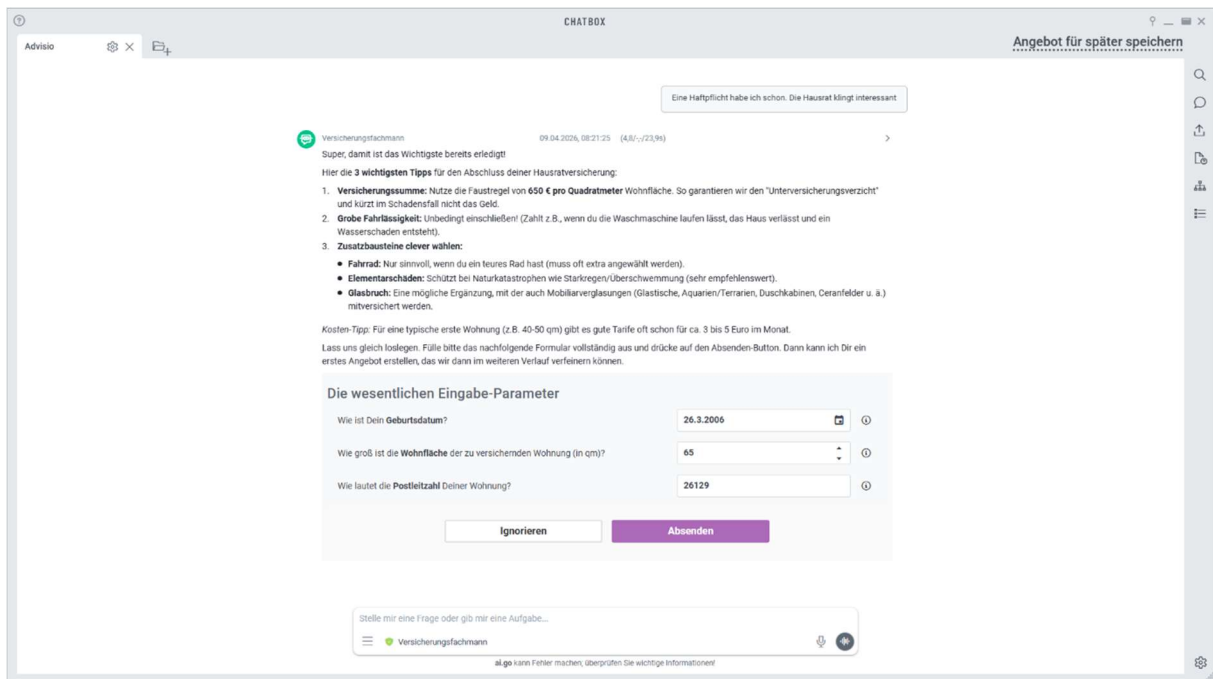 CHATBOX
Advisio
Angebot für später speichern
Eine Haftpflicht habe ich schon. Die Hausrat klingt interessant
Versicherungsfachmann 09.04.2026, 08:21:25 (4,8/-,-/23,9s)
Super, damit ist das Wichtigste bereits erledigt!
Hier die 3 wichtigsten Tipps für den Abschluss deiner Hausratversicherung:
1. Versicherungssumme: Nutze die Faustregel von 650 € pro Quadratmeter Wohnfläche. So garantieren wir den "Unterversicherungsverzicht"
und kürzt im Schadensfall nicht das Geld.
2. Grobe Fahrlässigkeit: Unbedingt einschließen! (Zahlt z.B., wenn du die Waschmaschine laufen lässt, das Haus verlässt und ein
Wasserschaden entsteht).
3. Zusatzbausteine clever wählen:
• Fahrrad: Nur sinnvoll, wenn du ein teures Rad hast (muss oft extra angewählt werden).
• Elementarschäden: Schützt bei Naturkatastrophen wie Starkregen/Überschwemmung (sehr empfehlenswert).
• Glasbruch: Eine mögliche Ergänzung, mit der auch Mobiliarverglasungen (Glastische, Aquarien/Terrarien, Duschkabinen, Ceranfelder u. ä.)
mitversichert werden.
Kosten-Tipp: Für eine typische erste Wohnung (z.B. 40-50 qm) gibt es gute Tarife oft schon für ca. 3 bis 5 Euro im Monat.
Lass uns gleich loslegen. Fülle bitte das nachfolgende Formular vollständig aus und drücke auf den Absenden-Button. Dann kann ich Dir ein
erstes Angebot erstellen, das wir dann im weiteren Verlauf verfeinern können.
Die wesentlichen Eingabe-Parameter
Wie ist Dein Geburtsdatum? 26.3.2006
Wie groß ist die Wohnfläche der zu versichernden Wohnung (in qm)? 65
Wie lautet die Postleitzahl Deiner Wohnung? 26129
Ignorieren Absenden
Stelle mir eine Frage oder gib mir eine Aufgabe...
Versicherungsfachmann
ai.go kann Fehler machen; überprüfen Sie wichtige Informationen!